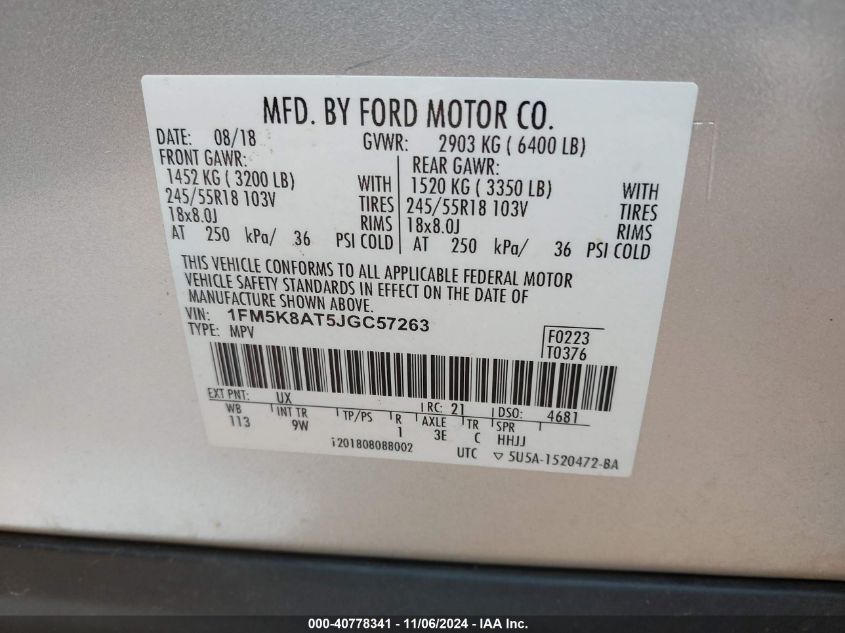 MFD. BY FORD MOTOR CO.
DATE: 08/18 GVWR: 2903 KG ( 6400 LB)
FRONT GAWR: REAR GAWR:
1452 KG ( 3200 LB) WITH 1520 KG ( 3350 LB) WITH
245/55R18 103V TIRES 245/55R18 103V TIRES
18x8.0J RIMS 18x8.0J RIMS
AT 250 kPa/ 36 PSI COLD AT 250 kPa/ 36 PSI COLD
THIS VEHICLE CONFORMS TO ALL APPLICABLE FEDERAL MOTOR
VEHICLE SAFETY STANDARDS IN EFFECT ON THE DATE OF
MANUFACTURE SHOWN ABOVE.
VIN: 1FM5K8AT5JGC57263
TYPE: MPV
F0223
T0376
EXT PNT: UX RC: 21 DSO: 4681
WB INT TR TP/PS R AXLE TR SPR
113 9W 1 3E C HHJJ
i201808088002 UTC ▽ 5U5A-1520472-BA
000-40778341 - 11/06/2024 - IAA Inc.